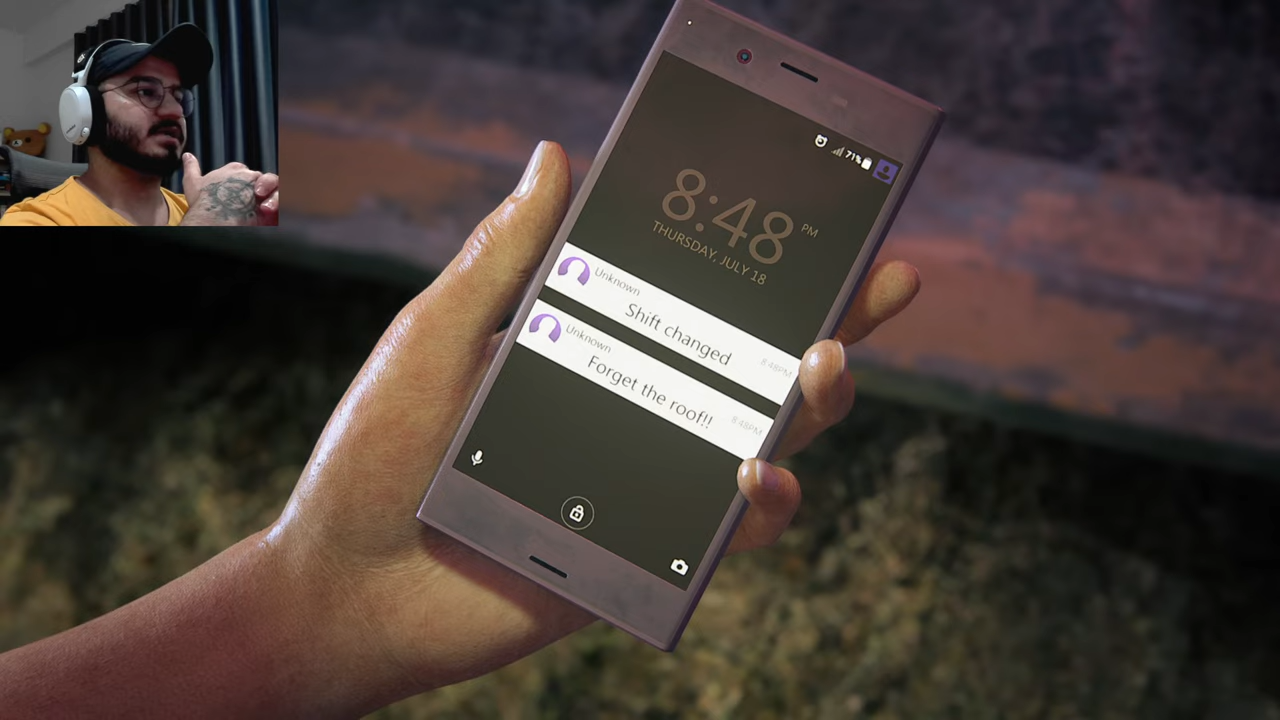 71%
8:48 PM
THURSDAY, JULY 18
Unknown
Shift changed
8:48PM
Unknown
Forget the roof!!
8:48PM